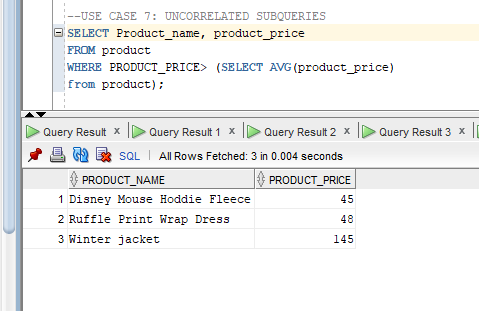 --USE CASE 7: UNCORRELATED SUBQUERIES
SELECT Product_name, product_price
FROM product
WHERE PRODUCT_PRICE> (SELECT AVG(product_price)
from product);
Query Result x Query Result 1 x Query Result 2 x Query Result 3 x
SQL | All Rows Fetched: 3 in 0.004 seconds
PRODUCT_NAME PRODUCT_PRICE
1 Disney Mouse Hoddie Fleece 45
2 Ruffle Print Wrap Dress 48
3 Winter jacket 145